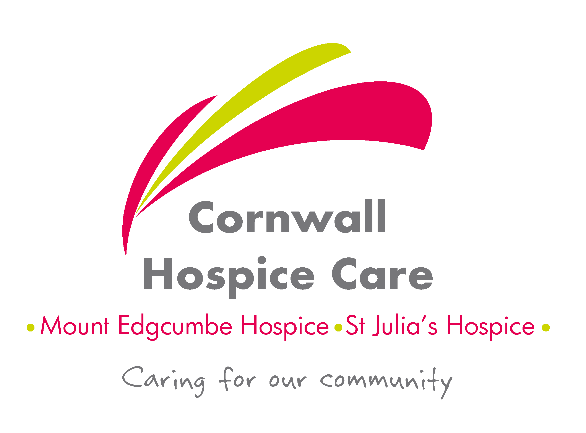 Cornwall
Hospice Care
• Mount Edgcumbe Hospice • St Julia's Hospice •
Caring for our community